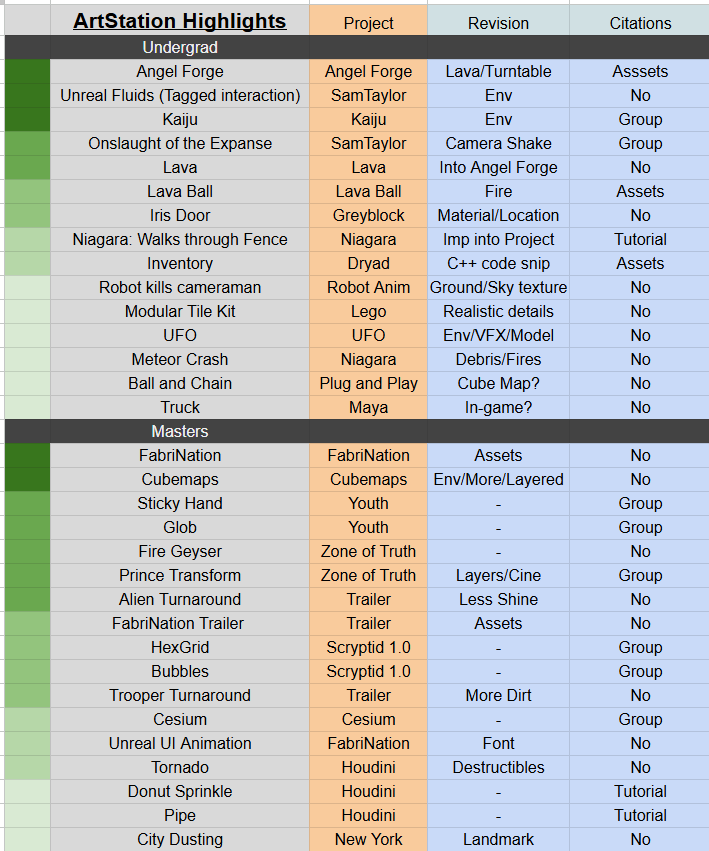 ArtStation Highlights Project Revision Citations
Undergrad
Angel Forge Angel Forge Lava/Turntable Asssets
Unreal Fluids (Tagged interaction) SamTaylor Env No
Kaiju Kaiju Env Group
Onslaught of the Expanse SamTaylor Camera Shake Group
Lava Lava Into Angel Forge No
Lava Ball Lava Ball Fire Assets
Iris Door Greyblock Material/Location No
Niagara: Walks through Fence Niagara Imp into Project Tutorial
Inventory Dryad C++ code snip Assets
Robot kills cameraman Robot Anim Ground/Sky texture No
Modular Tile Kit Lego Realistic details No
UFO UFO Env/VFX/Model No
Meteor Crash Niagara Debris/Fires No
Ball and Chain Plug and Play Cube Map? No
Truck Maya In-game? No
Masters
FabriNation FabriNation Assets No
Cubemaps Cubemaps Env/More/Layered No
Sticky Hand Youth - Group
Glob Youth - Group
Fire Geyser Zone of Truth - No
Prince Transform Zone of Truth Layers/Cine Group
Alien Turnaround Trailer Less Shine No
FabriNation Trailer Trailer Assets No
HexGrid Scryptid 1.0 - Group
Bubbles Scryptid 1.0 - Group
Trooper Turnaround Trailer More Dirt No
Cesium Cesium - Group
Unreal UI Animation FabriNation Font No
Tornado Houdini Destructibles No
Donut Sprinkle Houdini - Tutorial
Pipe Houdini - Tutorial
City Dusting New York Landmark No